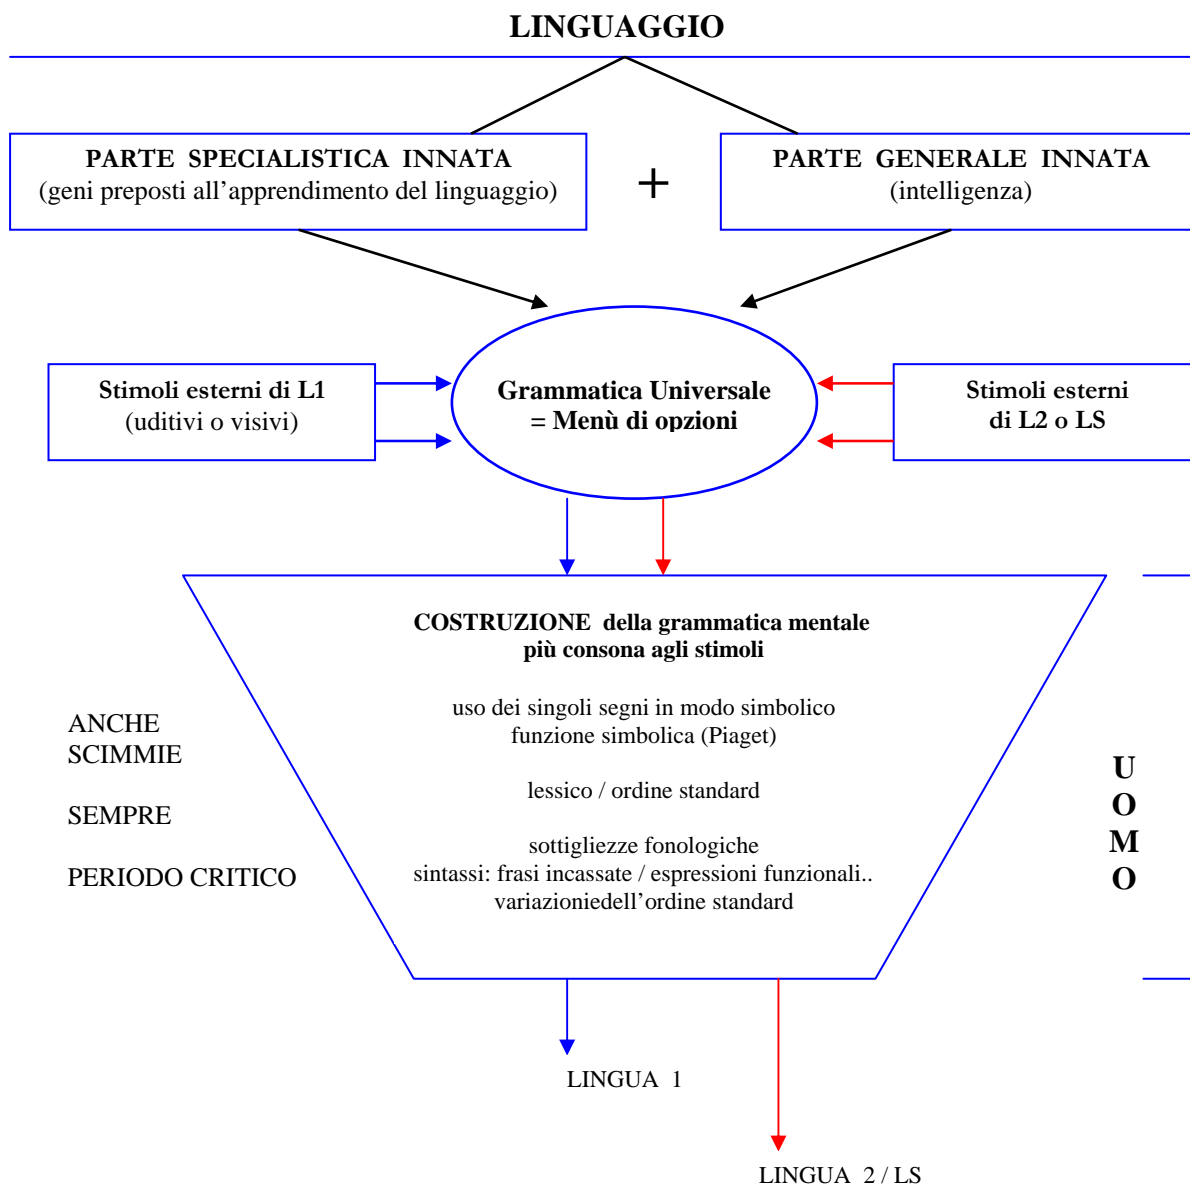 LINGUAGGIO
PARTE SPECIALISTICA INNATA
(geni preposti all'apprendimento del linguaggio)
+
PARTE GENERALE INNATA
(intelligenza)
Stimoli esterni di L1
(uditivi o visivi)
Grammatica Universale
= Menù di opzioni
Stimoli esterni
di L2 o LS
COSTRUZIONE della grammatica mentale
più consona agli stimoli
uso dei singoli segni in modo simbolico
funzione simbolica (Piaget)
lessico / ordine standard
sottigliezze fonologiche
sintassi: frasi incassate / espressioni funzionali..
variazioniedell'ordine standard
ANCHE
SCIMMIE
SEMPRE
PERIODO CRITICO
U
O
M
O
LINGUA 1
LINGUA 2 / LS